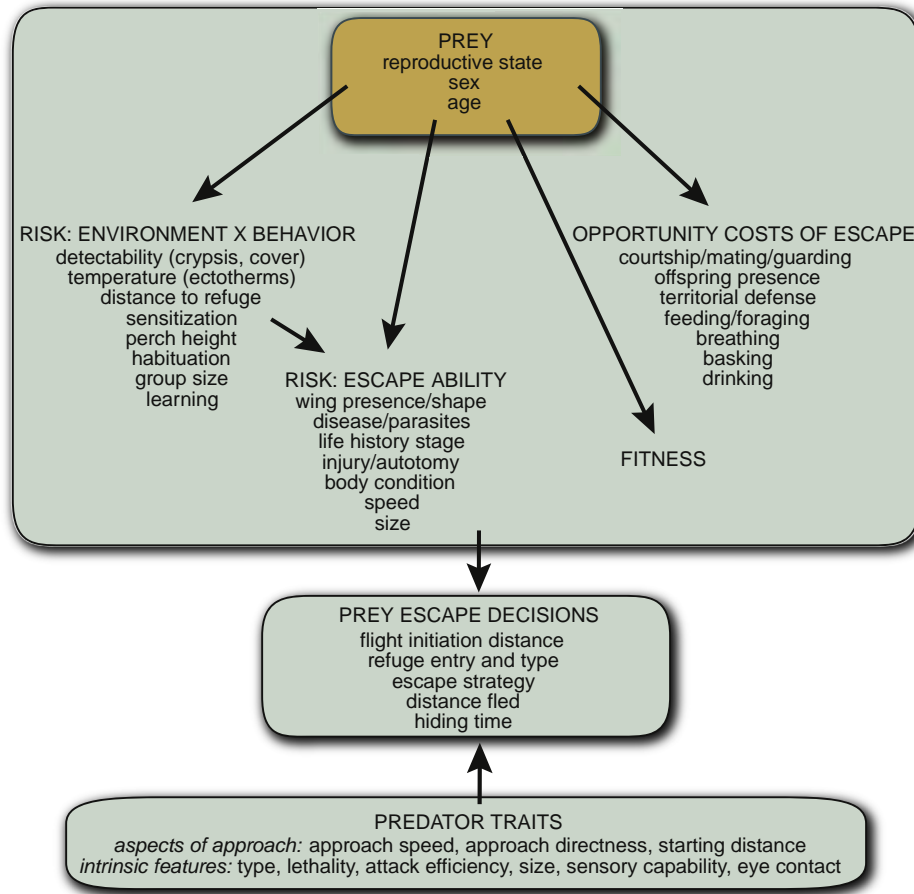 PREY
reproductive state
sex
age
RISK: ENVIRONMENT X BEHAVIOR
detectability (crypsis, cover)
temperature (ectotherms)
distance to refuge
sensitization
perch height
habituation
group size
learning
OPPORTUNITY COSTS OF ESCAPE
courtship/mating/guarding
offspring presence
territorial defense
feeding/foraging
breathing
basking
drinking
RISK: ESCAPE ABILITY
wing presence/shape
disease/parasites
life history stage
injury/autotomy
body condition
speed
size
FITNESS
PREY ESCAPE DECISIONS
flight initiation distance
refuge entry and type
escape strategy
distance fled
hiding time
PREDATOR TRAITS
aspects of approach: approach speed, approach directness, starting distance
intrinsic features: type, lethality, attack efficiency, size, sensory capability, eye contact